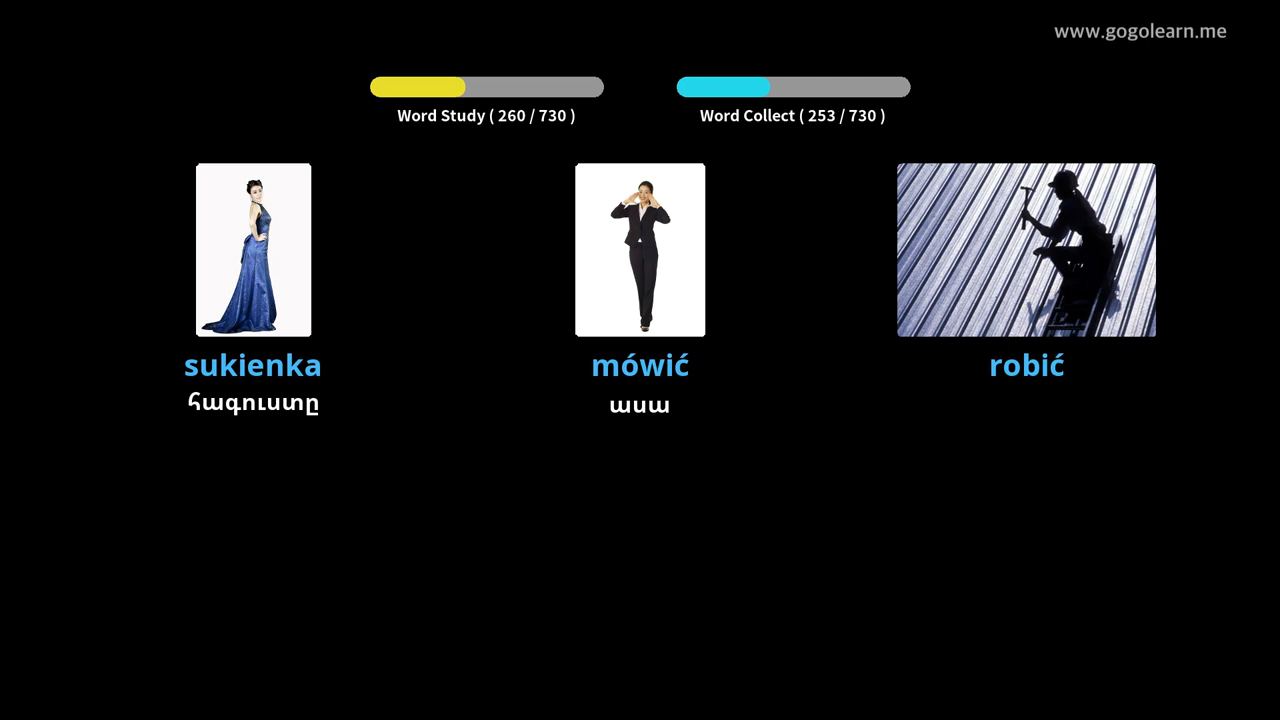 www.gogolearn.me
Word Study ( 260 / 730 )
Word Collect ( 253 / 730 )
sukienka
mówić
robić
հագուստը
ասա